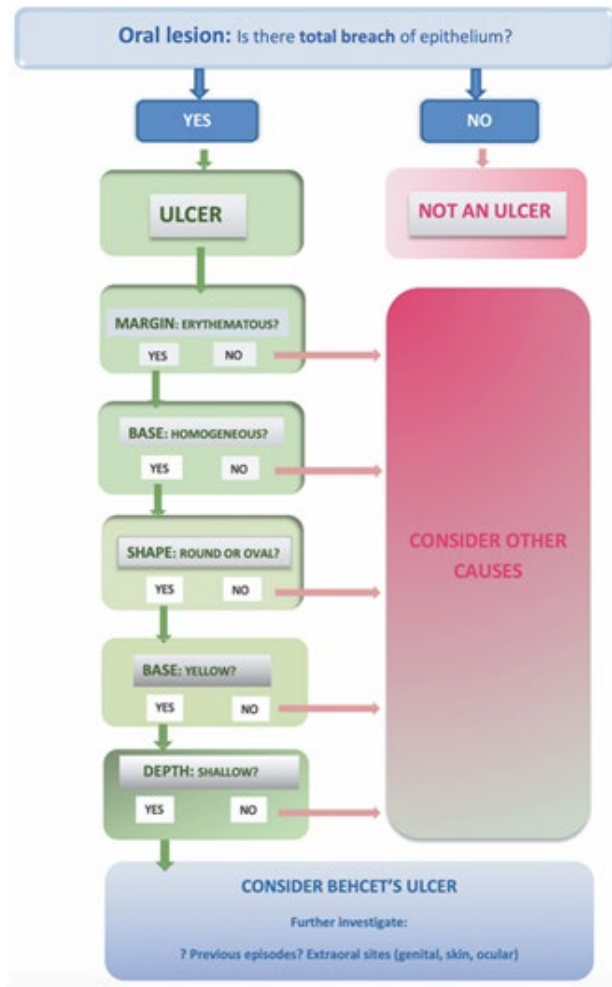 Oral lesion: Is there total breach of epithelium?
YES
NO
ULCER
NOT AN ULCER
MARGIN: ERYTHEMATOUS?
YES NO
BASE: HOMOGENEOUS?
YES NO
SHAPE: ROUND OR OVAL?
YES NO
BASE: YELLOW?
YES NO
DEPTH: SHALLOW?
YES NO
CONSIDER OTHER
CAUSES
CONSIDER BEHCET'S ULCER
Further investigate:
? Previous episodes? Extraoral sites (genital, skin, ocular)